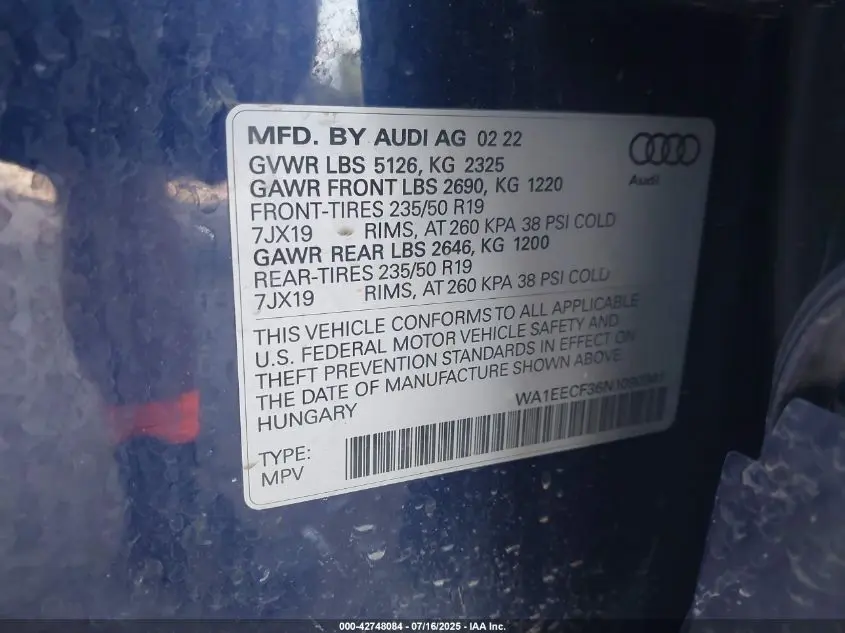 MFD. BY AUDI AG 02 22
GVWR LBS 5126, KG 2325
GAWR FRONT LBS 2690, KG 1220
FRONT-TIRES 235/50 R19
7JX19 RIMS, AT 260 KPA 38 PSI COLD
GAWR REAR LBS 2646, KG 1200
REAR-TIRES 235/50 R19
7JX19 RIMS, AT 260 KPA 38 PSI COLD
Audi
THIS VEHICLE CONFORMS TO ALL APPLICABLE
U.S. FEDERAL MOTOR VEHICLE SAFETY AND
THEFT PREVENTION STANDARDS IN EFFECT ON
THE DATE OF MANUFACTURE SHOWN ABOVE.
HUNGARY
TYPE:
MPV
000-42748084 - 07/16/2025 - IAA Inc.